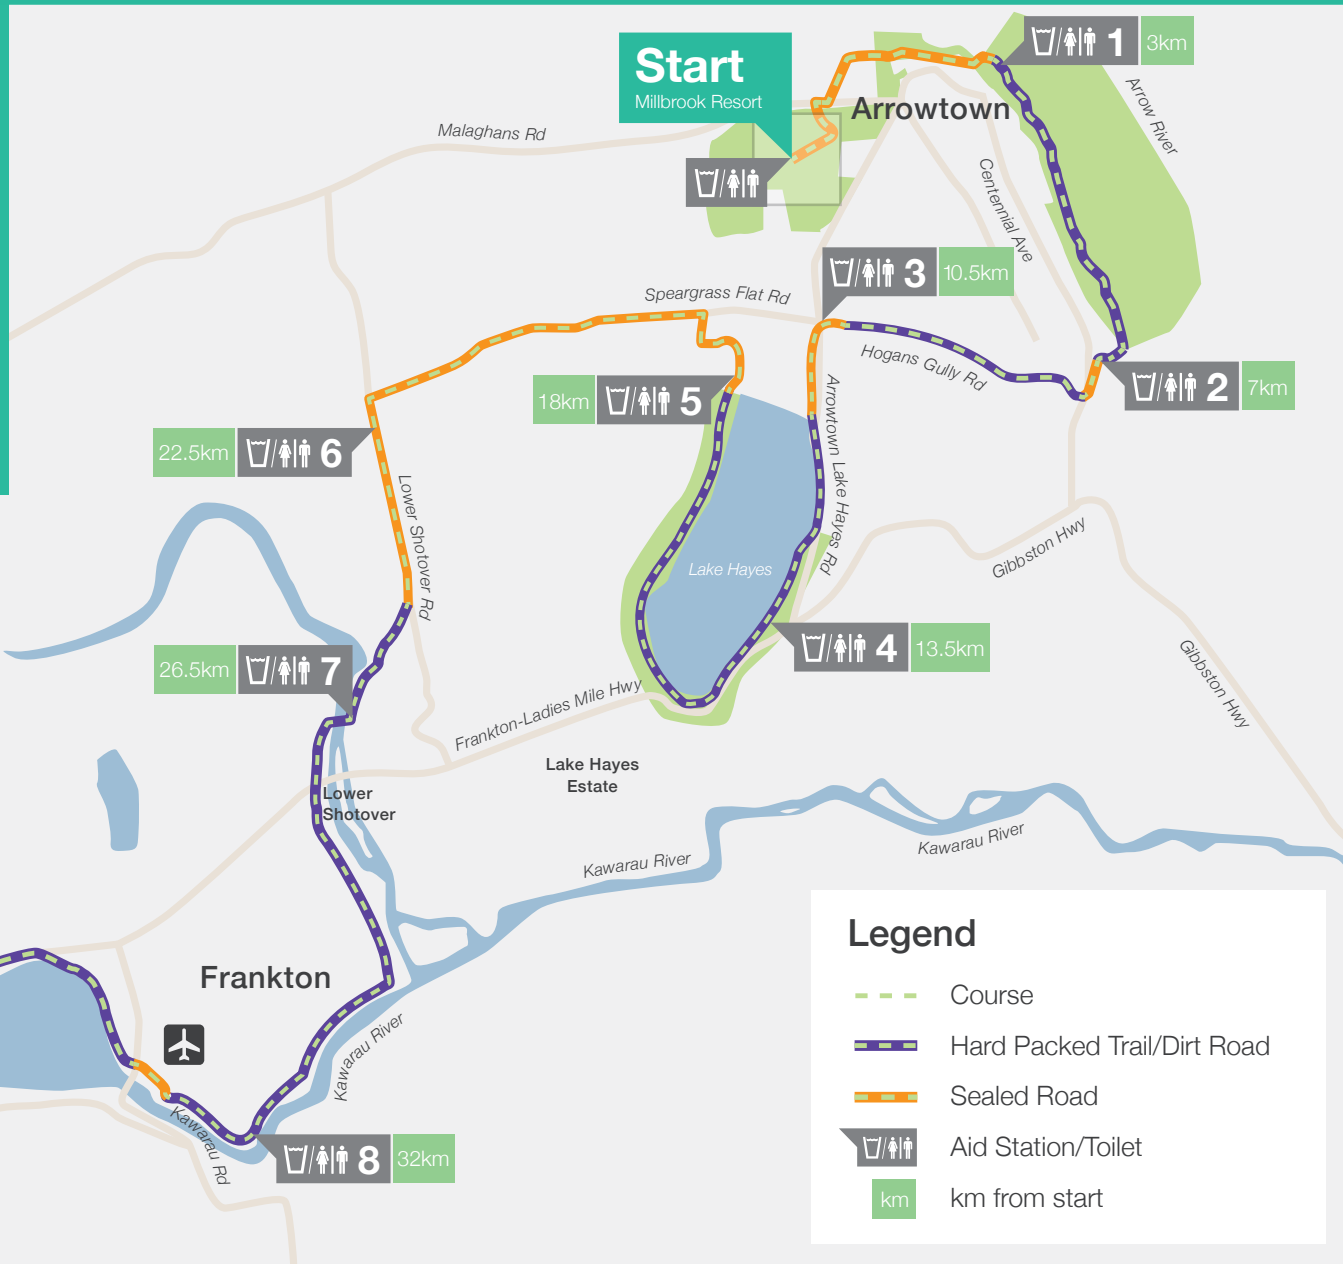 Start
Millbrook Resort
1 3km
Arrowtown
Arrow River
Malaghans Rd
Centennial Ave
3 10.5km
Speargrass Flat Rd
Hogans Gully Rd
2 7km
18km 5
Arrowtown Lake Hayes Rd
22.5km 6
Lower Shotover Rd
Gibbston Hwy
Lake Hayes
4 13.5km
26.5km 7
Gibbston Hwy
Frankton-Ladies Mile Hwy
Lake Hayes
Estate
Lower
Shotover
Kawarau River
Kawarau River
Frankton
Kawarau River
Kawarau Rd
8 32km
Legend
Course
Hard Packed Trail/Dirt Road
Sealed Road
Aid Station/Toilet
km km from start